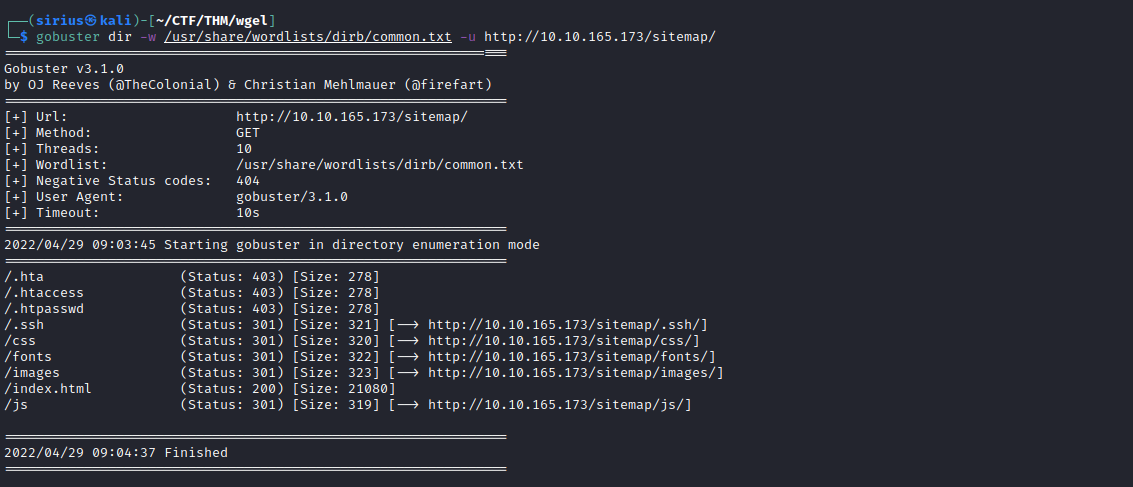 ┌──(sirius㉿kali)-[~/CTF/THM/wgel]
└─$ gobuster dir -w /usr/share/wordlists/dirb/common.txt -u http://10.10.165.173/sitemap/
===============================================================
Gobuster v3.1.0
by OJ Reeves (@TheColonial) & Christian Mehlmauer (@firefart)
===============================================================
[+] Url:                     http://10.10.165.173/sitemap/
[+] Method:                  GET
[+] Threads:                 10
[+] Wordlist:                /usr/share/wordlists/dirb/common.txt
[+] Negative Status codes:   404
[+] User Agent:              gobuster/3.1.0
[+] Timeout:                 10s
===============================================================
2022/04/29 09:03:45 Starting gobuster in directory enumeration mode
===============================================================
/.hta                 (Status: 403) [Size: 278]
/.htaccess            (Status: 403) [Size: 278]
/.htpasswd            (Status: 403) [Size: 278]
/.ssh                 (Status: 301) [Size: 321] [--> http://10.10.165.173/sitemap/.ssh/]
/css                  (Status: 301) [Size: 320] [--> http://10.10.165.173/sitemap/css/]
/fonts                (Status: 301) [Size: 322] [--> http://10.10.165.173/sitemap/fonts/]
/images               (Status: 301) [Size: 323] [--> http://10.10.165.173/sitemap/images/]
/index.html           (Status: 200) [Size: 21080]
/js                   (Status: 301) [Size: 319] [--> http://10.10.165.173/sitemap/js/]
===============================================================
2022/04/29 09:04:37 Finished
===============================================================